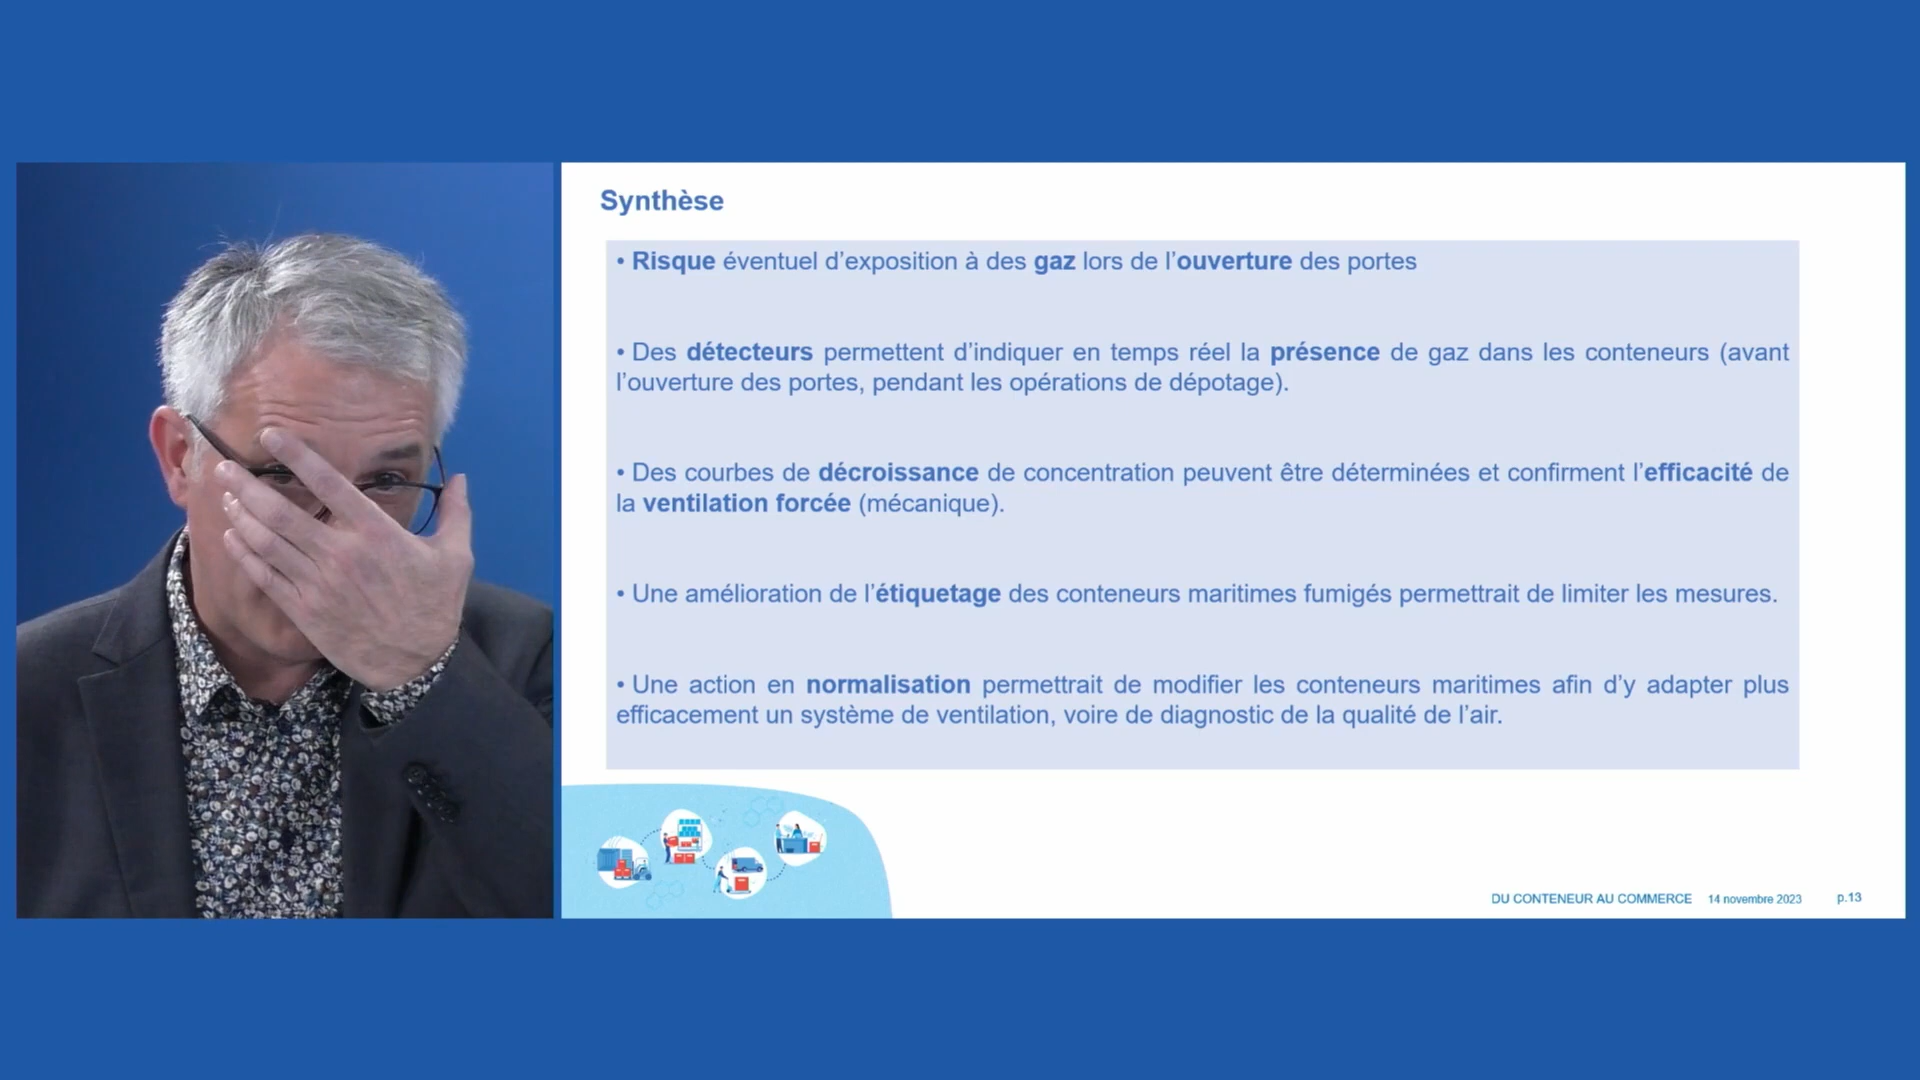 Synthèse
• Risque éventuel d’exposition à des gaz lors de l’ouverture des portes
• Des détecteurs permettent d’indiquer en temps réel la présence de gaz dans les conteneurs (avant
l’ouverture des portes, pendant les opérations de dépotage).
• Des courbes de décroissance de concentration peuvent être déterminées et confirment l’efficacité de
la ventilation forcée (mécanique).
• Une amélioration de l’étiquetage des conteneurs maritimes fumigés permettrait de limiter les mesures.
• Une action en normalisation permettrait de modifier les conteneurs maritimes afin d’y adapter plus
efficacement un système de ventilation, voire de diagnostic de la qualité de l’air.
DU CONTENEUR AU COMMERCE 14 novembre 2023 p.13